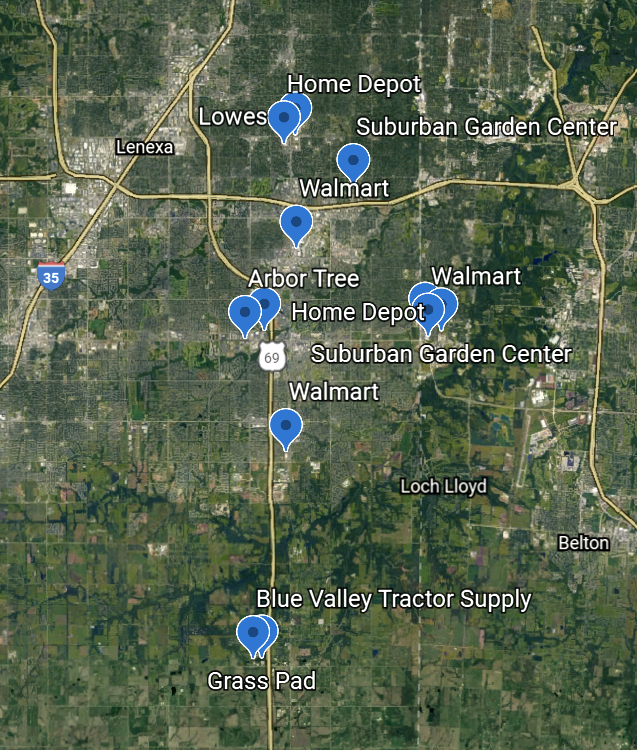 Home Depot
Lowes
Suburban Garden Center
Lenexa
Walmart
35
Arbor Tree
Walmart
Home Depot
69
Suburban Garden Center
Walmart
Loch Lloyd
Belton
Blue Valley Tractor Supply
Grass Pad